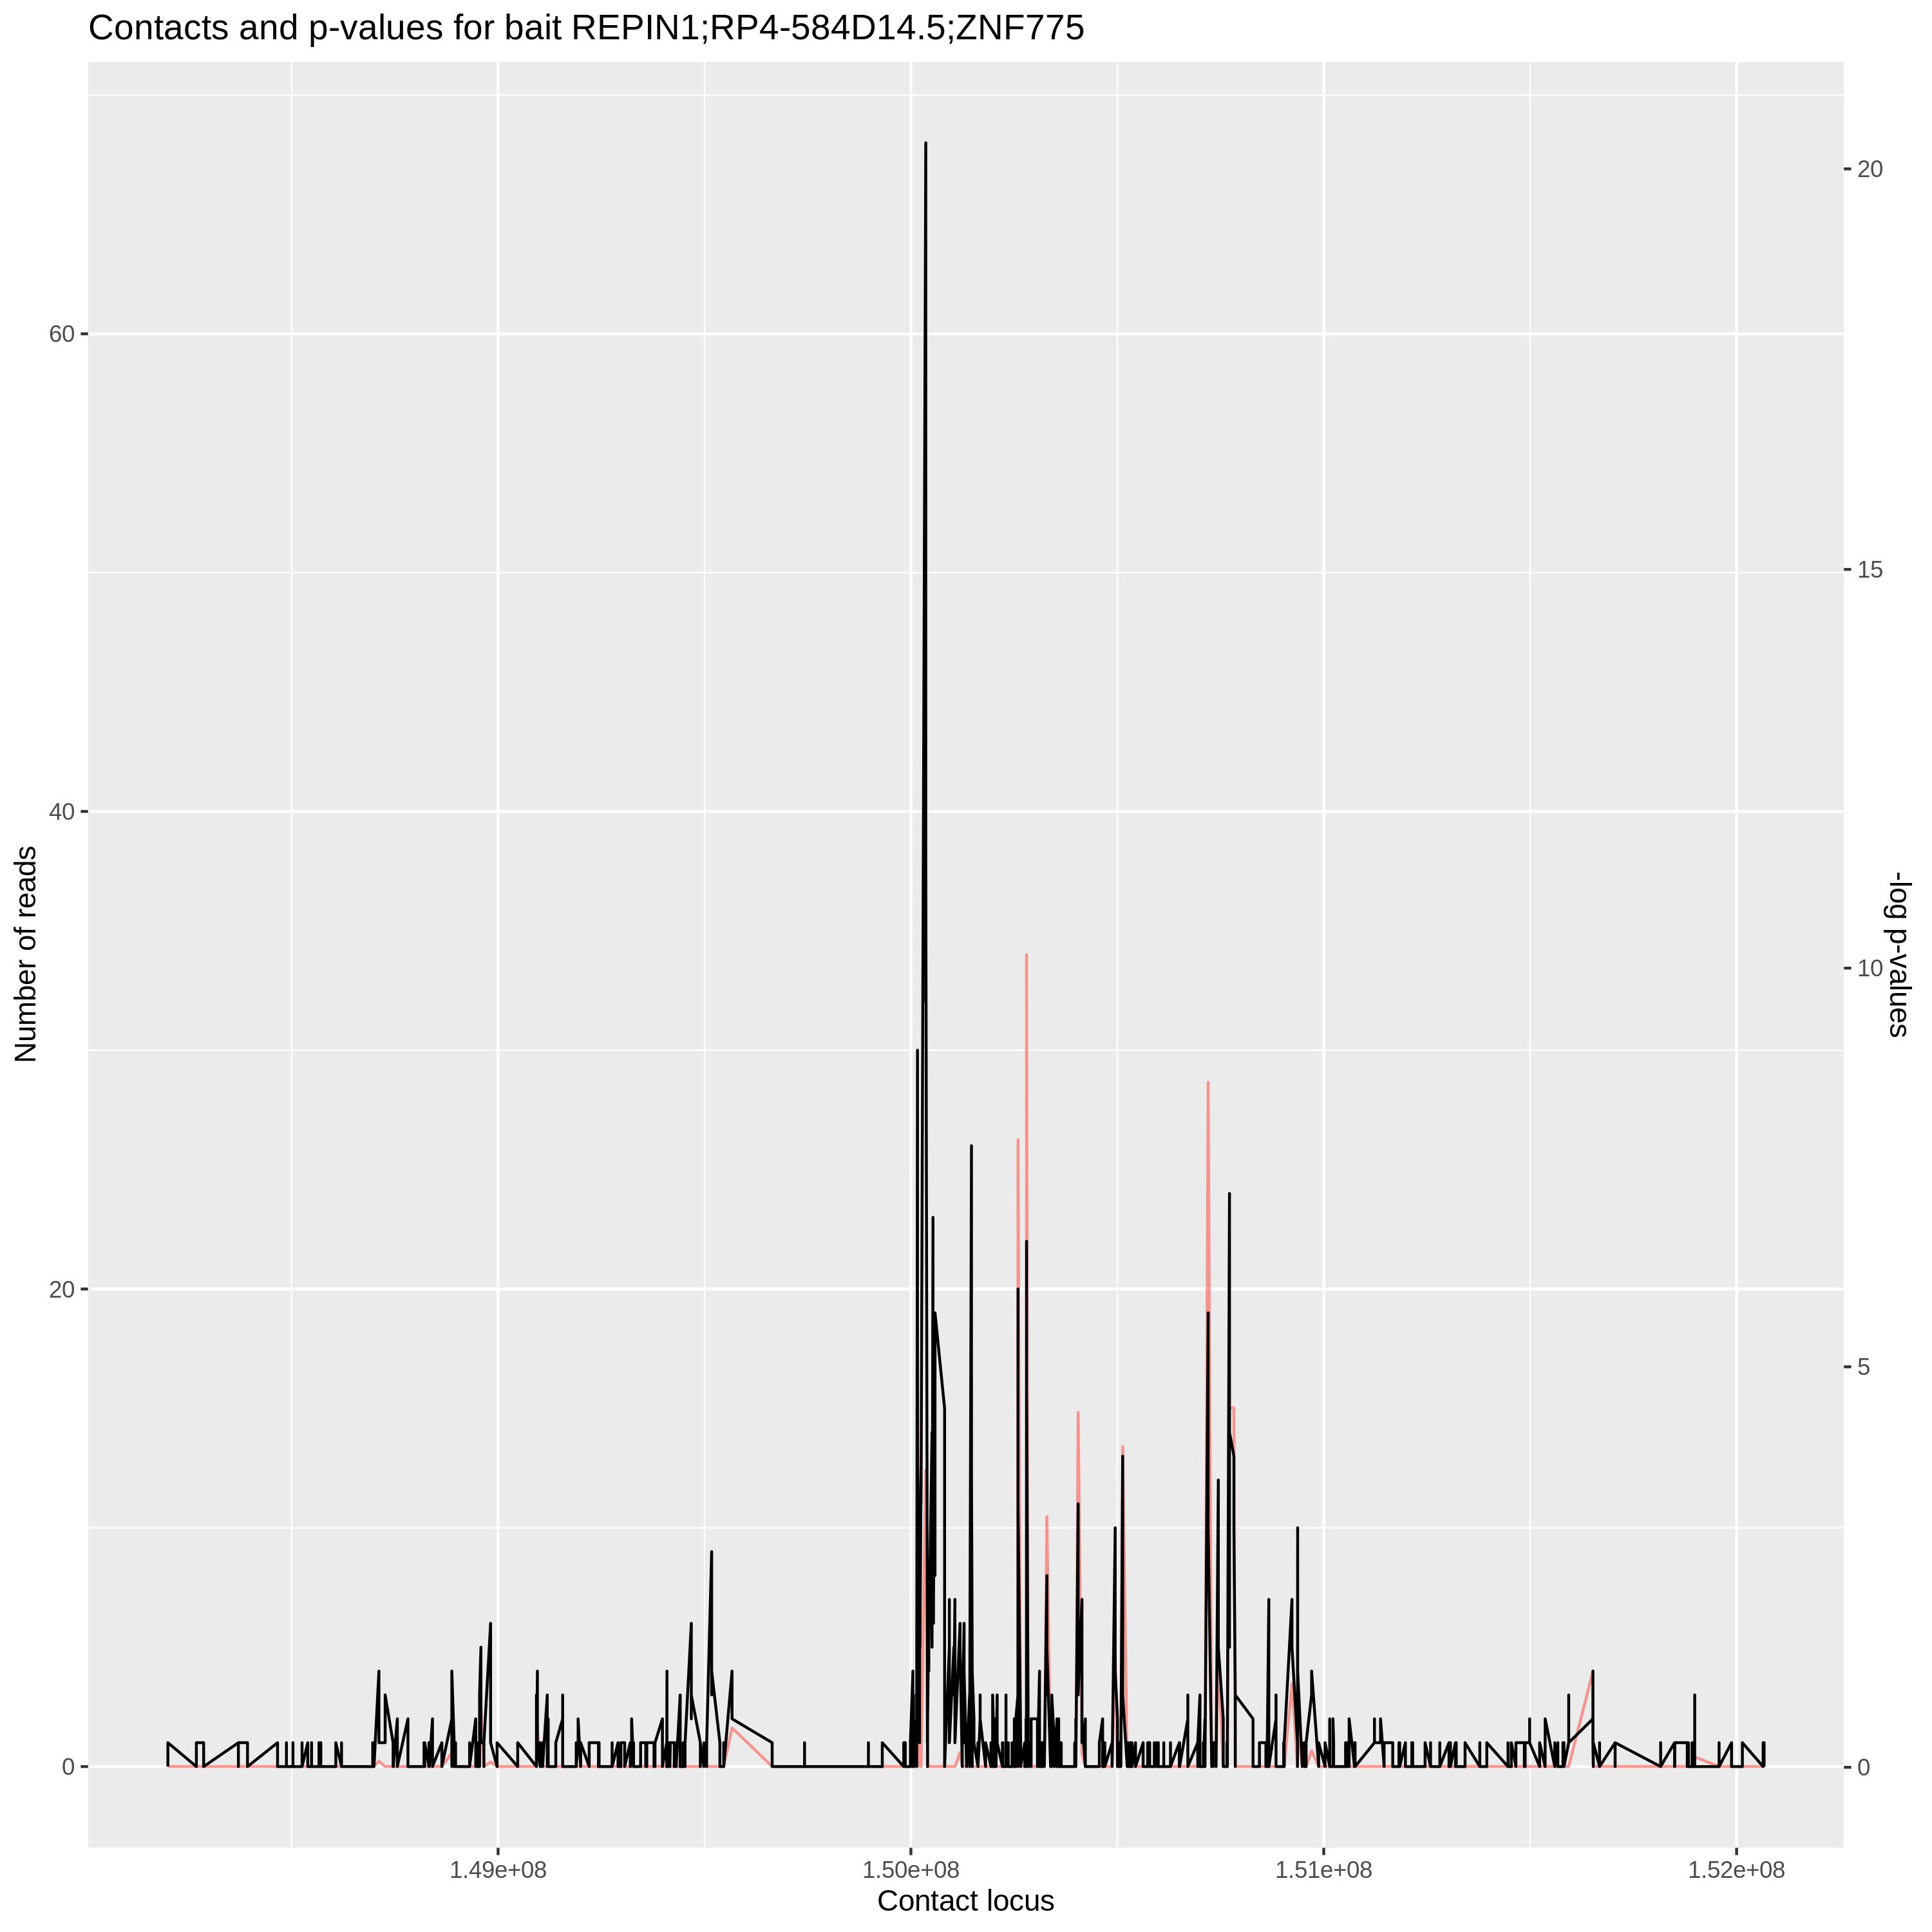 Contacts and p-values for bait REPIN1;RP4-584D14.5;ZNF775
Number of reads
60
40
20
0
20
15
10
5
0
-log p-values
1.49e+08
1.50e+08
1.51e+08
1.52e+08
Contact locus